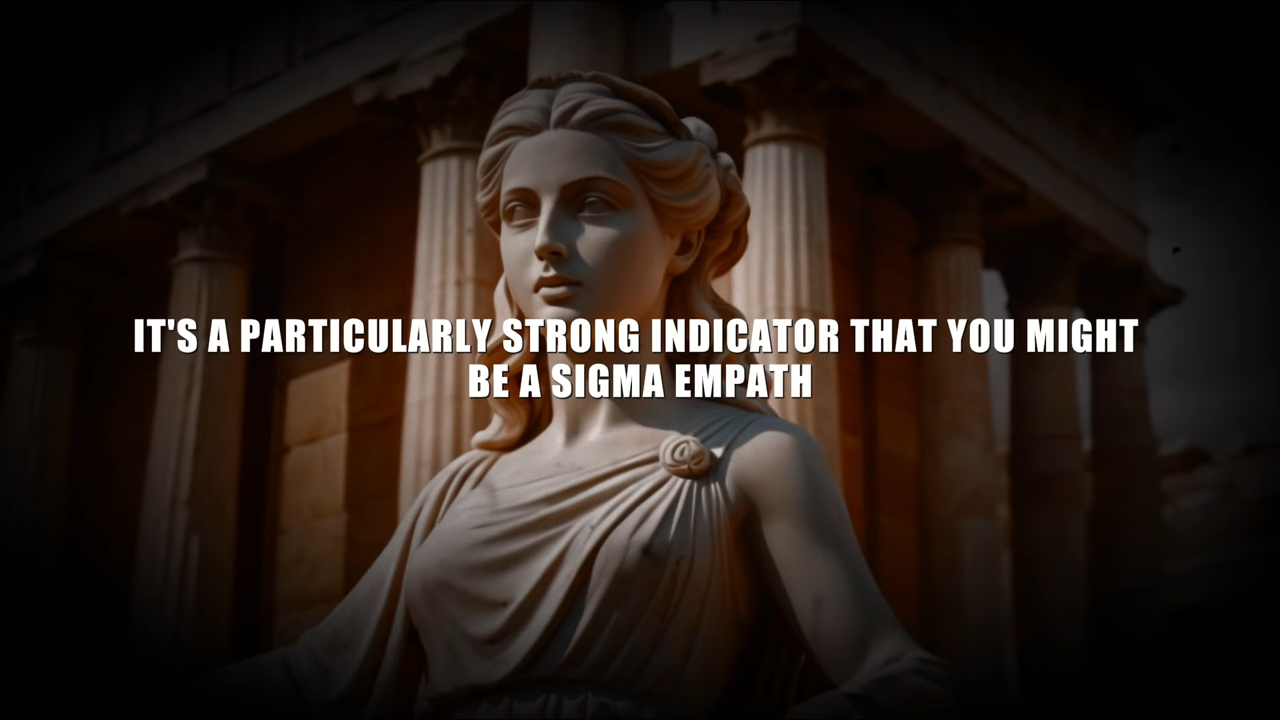 IT'S A PARTICULARLY STRONG INDICATOR THAT YOU MIGHT
BE A SIGMA EMPATH